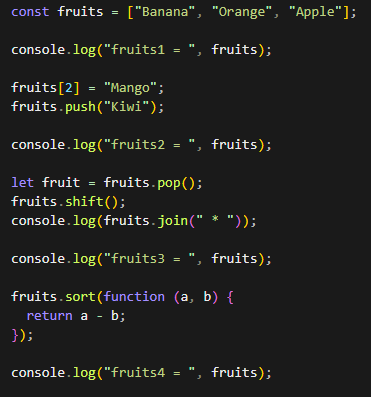 const fruits = ["Banana", "Orange", "Apple"];
console.log("fruits1 = ", fruits);
fruits[2] = "Mango";
fruits.push("Kiwi");
console.log("fruits2 = ", fruits);
let fruit = fruits.pop();
fruits.shift();
console.log(fruits.join(" * "));
console.log("fruits3 = ", fruits);
fruits.sort(function (a, b) {
  return a - b;
});
console.log("fruits4 = ", fruits);